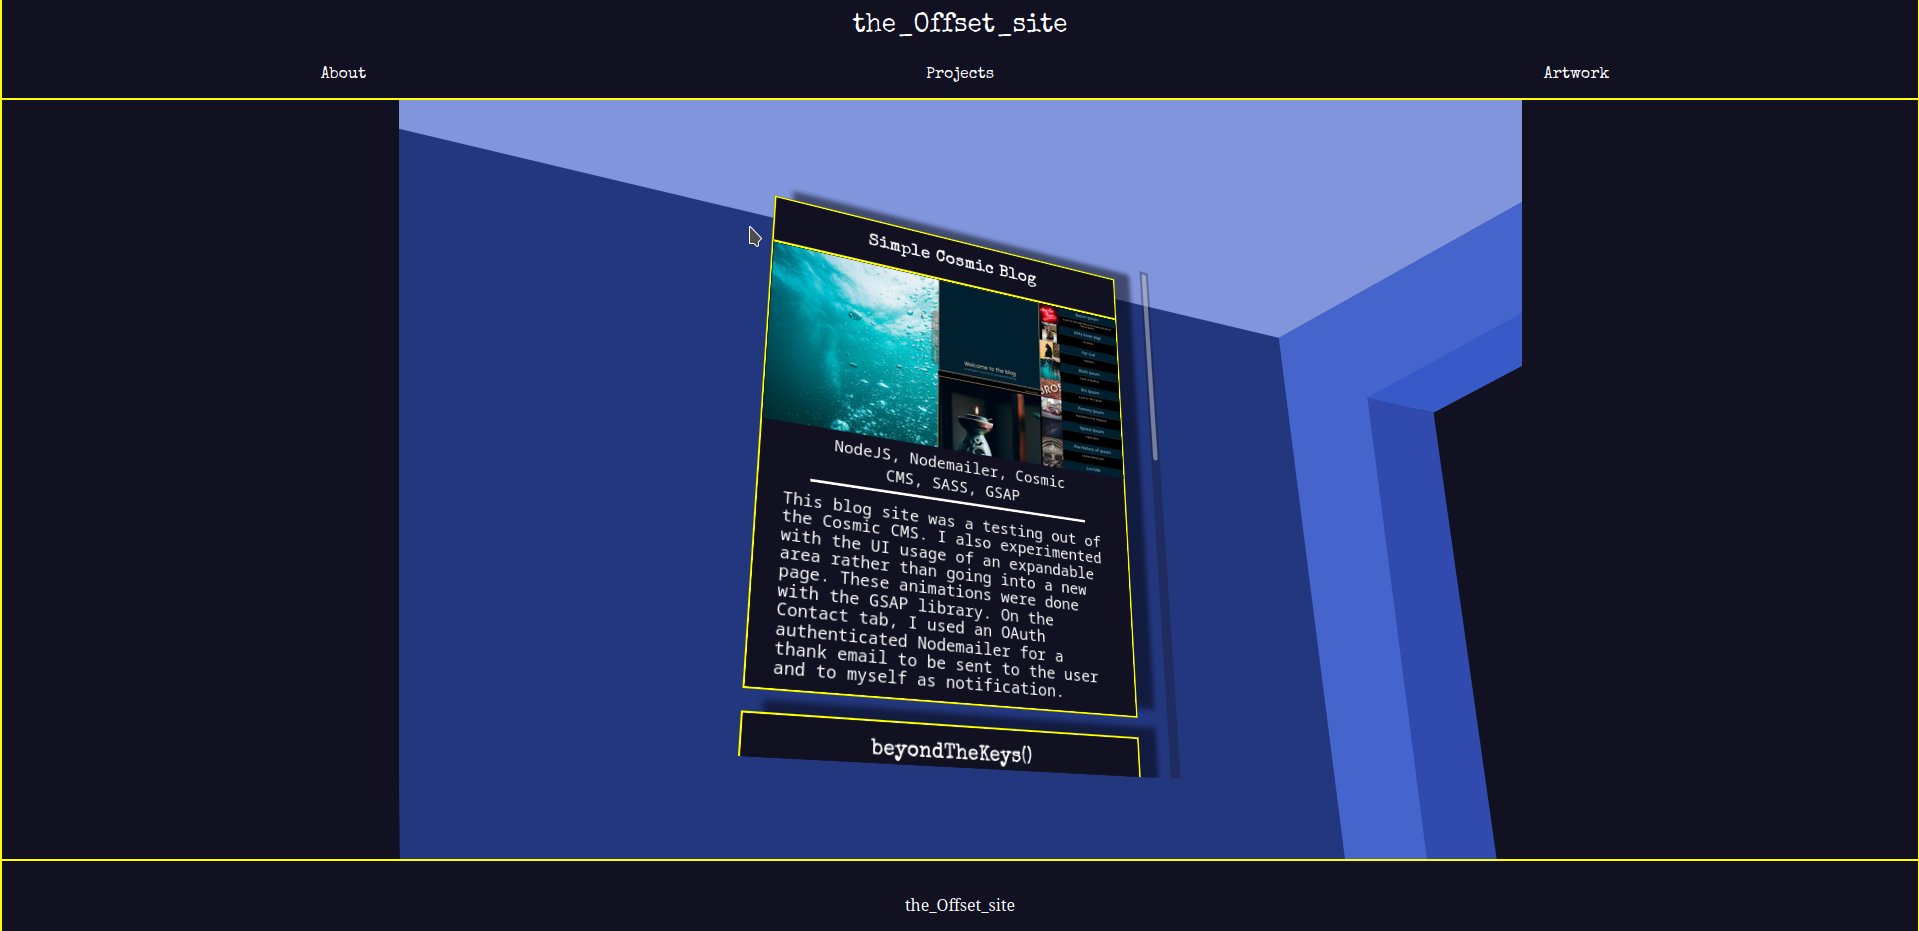 the_Offset_site
About
Projects
Artwork
Simple Cosmic Blog
Welcome to the blog
NodeJS, Nodemailer, Cosmic
CMS, SASS, GSAP
This blog site was a testing out of
the Cosmic CMS. I also experimented
with the UI usage of an expandable
area rather than going into a new
page. These animations were done
with the GSAP library. On the
Contact tab, I used an OAuth
authenticated Nodemailer for a
thank email to be sent to the user
and to myself as notification.
beyondTheKeys()
the_Offset_site